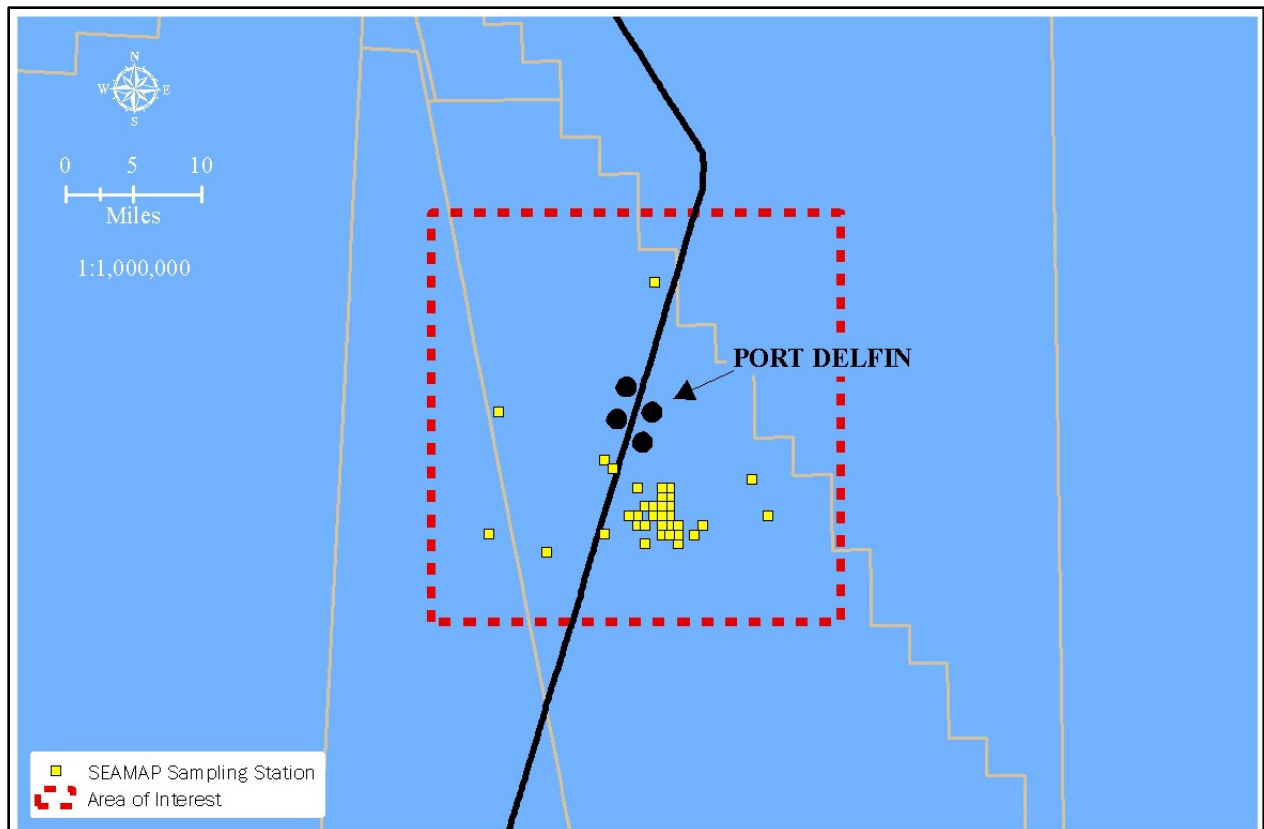 N
W E
S
0 5 10
Miles
1:1,000,000
PORT DELFIN
SEAMAP Sampling Station
Area of Interest